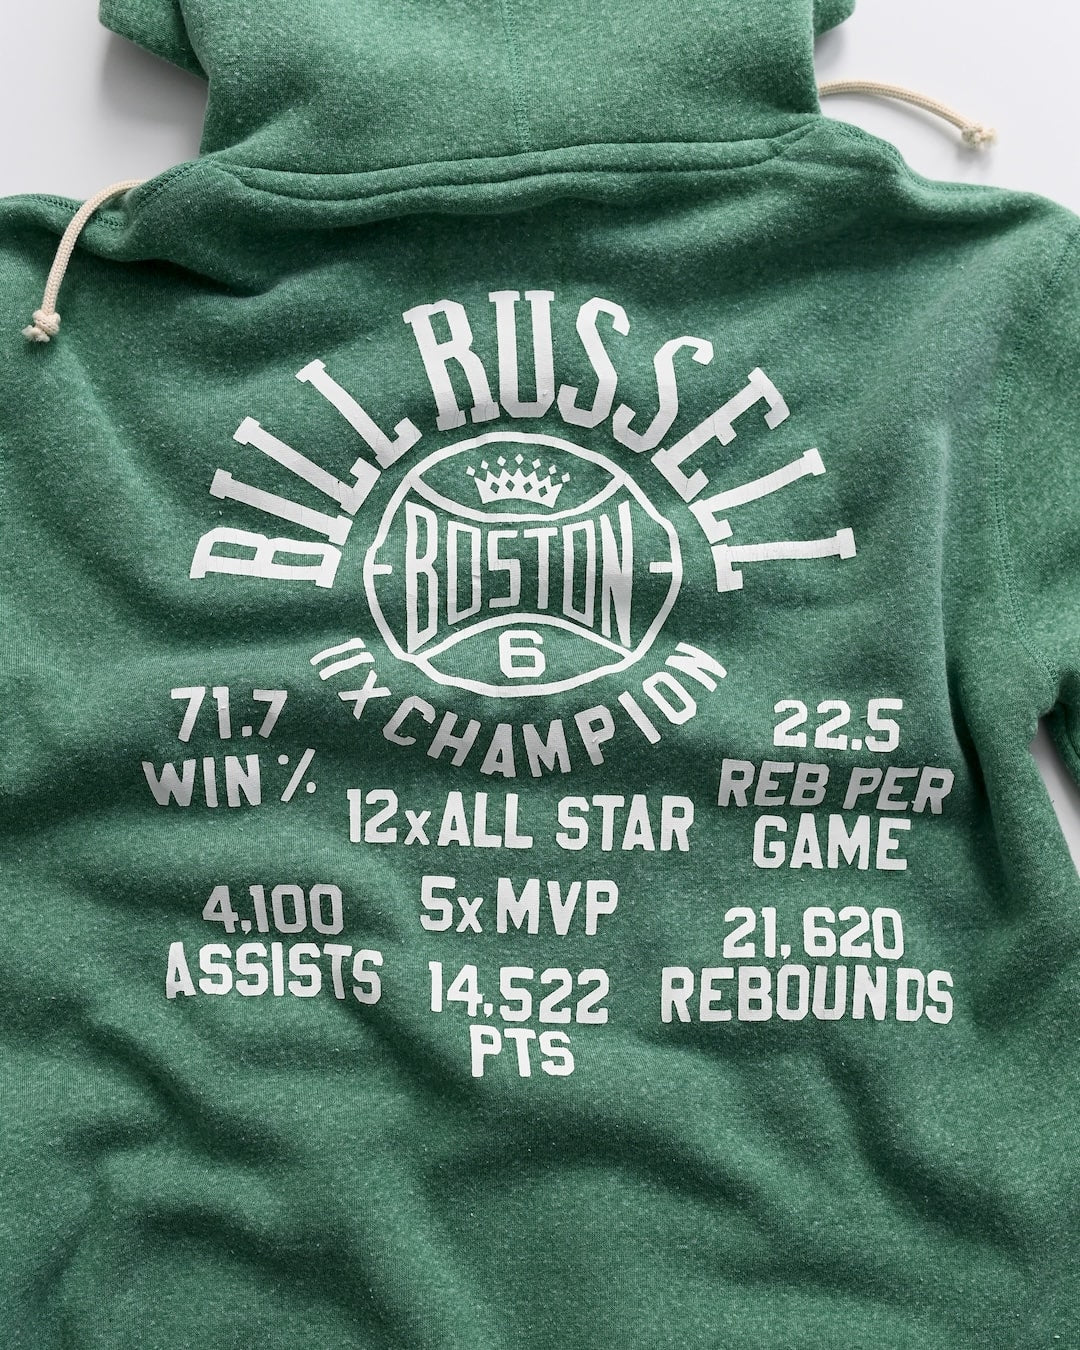 BILL RUSSELL
BOSTON
6
11X CHAMPION
71.7
WIN %
22.5
REB PER
GAME
12x ALL STAR
5x MVP
4,100
ASSISTS
14,522
PTS
21,620
REBOUNDS